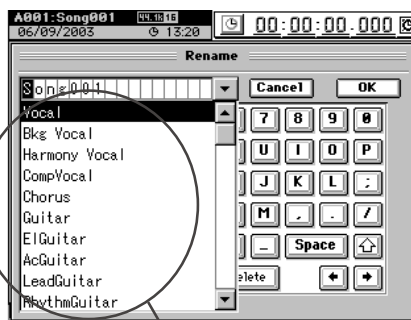 A001:Song001 44.1k16
06/09/2003 13:20 00:00:00.000
Rename
Song001 Cancel OK
Vocal 7 8 9 0
Bkg Vocal
Harmony Vocal U I O P
CompVocal
Chorus J K L ;
Guitar
ElGuitar M , . /
AcGuitar _ Space
LeadGuitar elete
RhythmGuitar